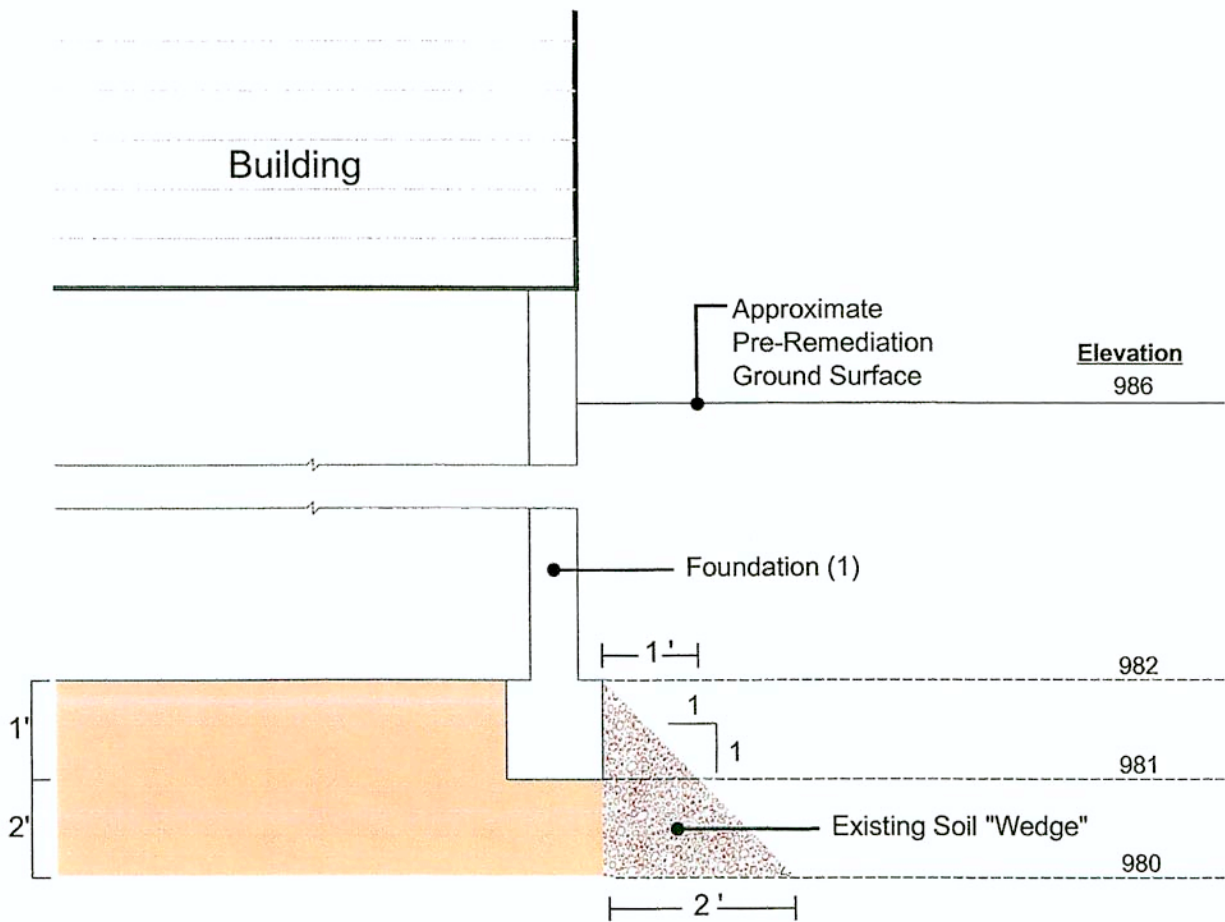 Building
Approximate
Pre-Remediation
Ground Surface
Elevation
986
Foundation (1)
1'
982
1
1
1'
981
2'
Existing Soil "Wedge"
980
2'